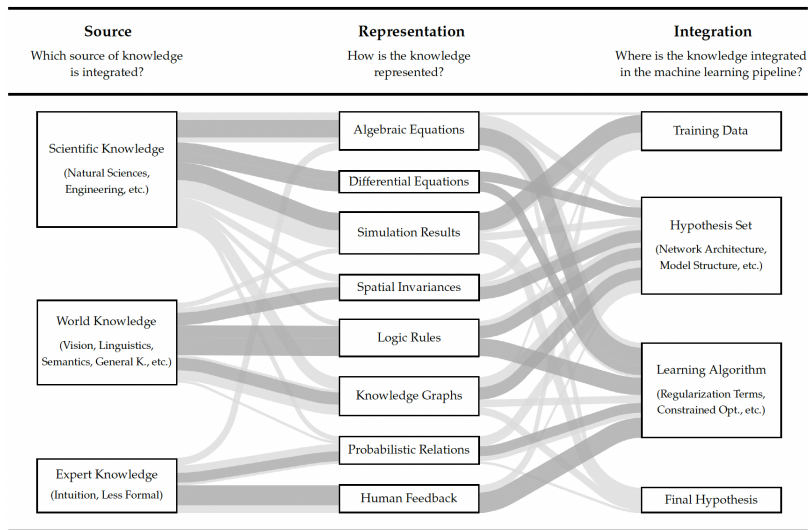 Source
Which source of knowledge
is integrated?
Representation
How is the knowledge
represented?
Integration
Where is the knowledge integrated
in the machine learning pipeline?
Scientific Knowledge
(Natural Sciences,
Engineering, etc.)
World Knowledge
(Vision, Linguistics,
Semantics, General K., etc.)
Expert Knowledge
(Intuition, Less Formal)
Algebraic Equations
Differential Equations
Simulation Results
Spatial Invariances
Logic Rules
Knowledge Graphs
Probabilistic Relations
Human Feedback
Training Data
Hypothesis Set
(Network Architecture,
Model Structure, etc.)
Learning Algorithm
(Regularization Terms,
Constrained Opt., etc.)
Final Hypothesis